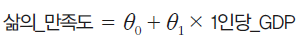 삶의_만족도 = θ₀ + θ₁ × 1인당_GDP